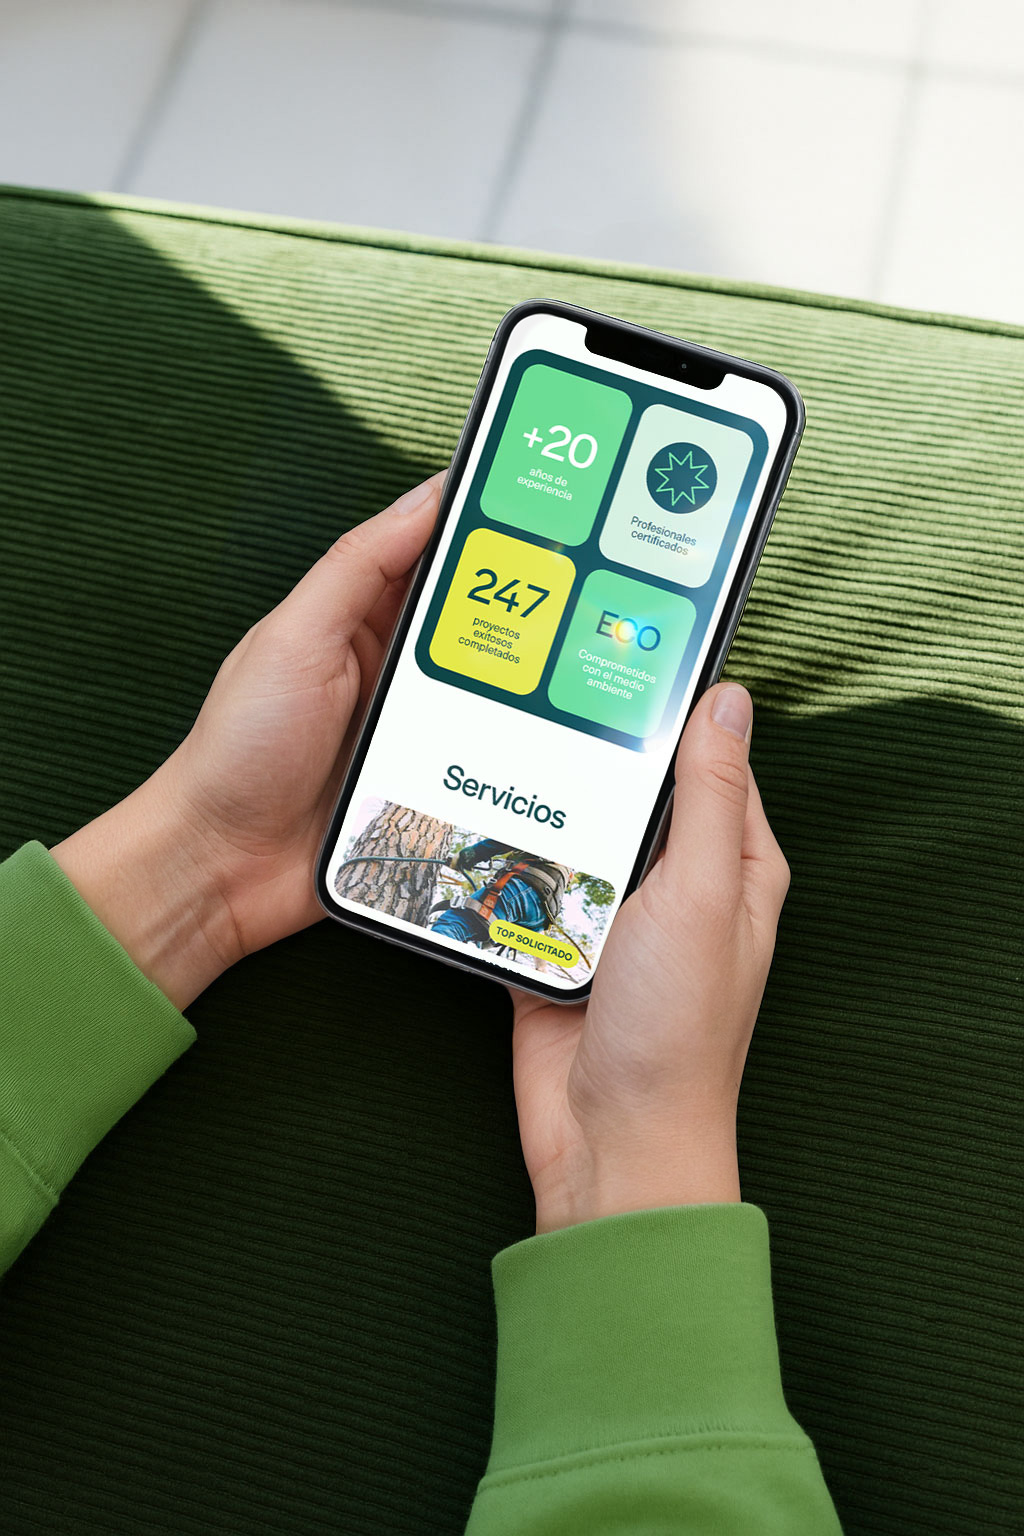 +20
años de
experiencia
Profesionales
certificados
247
proyectos
exitosos
completados
ECO
Comprometidos
con el medio
ambiente
Servicios
TOP SOLICITADO